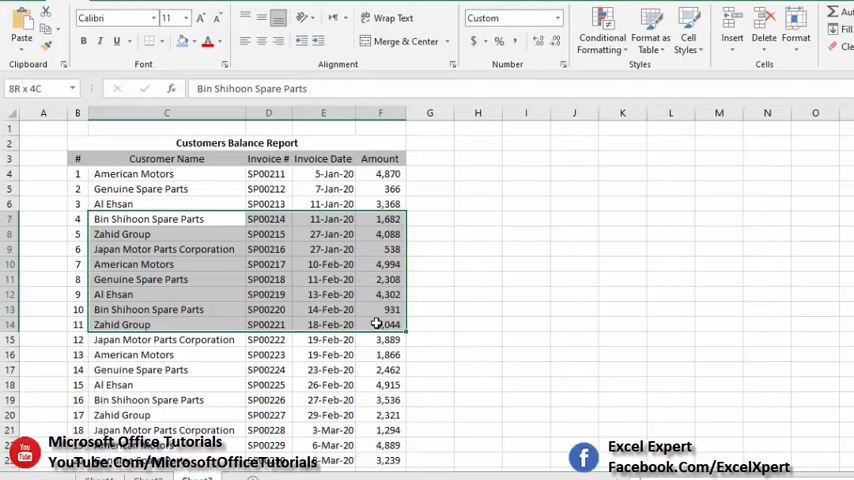 Calibri 11 A A Wrap Text Custom Auto
Paste B I U A Merge & Center $ % , Conditional Formatting Format as Table Cell Styles Insert Delete Format Fill
Clea
Clipboard Font Alignment Number Styles Cells
8R x 4C fx Bin Shihoon Spare Parts
A B C D E F G H I J K L M N O
1
2 Customers Balance Report
3 # Cusromer Name Invoice # Invoice Date Amount
4 1 American Motors SP00211 5-Jan-20 4,870
5 2 Genuine Spare Parts SP00212 7-Jan-20 366
6 3 Al Ehsan SP00213 11-Jan-20 3,368
7 4 Bin Shihoon Spare Parts SP00214 11-Jan-20 1,682
8 5 Zahid Group SP00215 27-Jan-20 4,088
9 6 Japan Motor Parts Corporation SP00216 27-Jan-20 538
10 7 American Motors SP00217 10-Feb-20 4,994
11 8 Genuine Spare Parts SP00218 11-Feb-20 2,308
12 9 Al Ehsan SP00219 13-Feb-20 4,302
13 10 Bin Shihoon Spare Parts SP00220 14-Feb-20 931
14 11 Zahid Group SP00221 18-Feb-20 ,044
15 12 Japan Motor Parts Corporation SP00222 19-Feb-20 3,889
16 13 American Motors SP00223 19-Feb-20 1,866
17 14 Genuine Spare Parts SP00224 23-Feb-20 2,462
18 15 Al Ehsan SP00225 26-Feb-20 4,915
19 16 Bin Shihoon Spare Parts SP00226 27-Feb-20 3,536
20 17 Zahid Group SP00227 29-Feb-20 2,321
21 18 Japan Motor Parts Corporation SP00228 3-Mar-20 1,294
American Motors SP00229 6-Mar-20 4,889
-Mar-20 3,239
Microsoft Office Tutorials
YouTube.Com/MicrosoftOfficeTutorials
Excel Expert
Facebook.Com/ExcelXpert
Sheet1 Sheet2 Sheet3